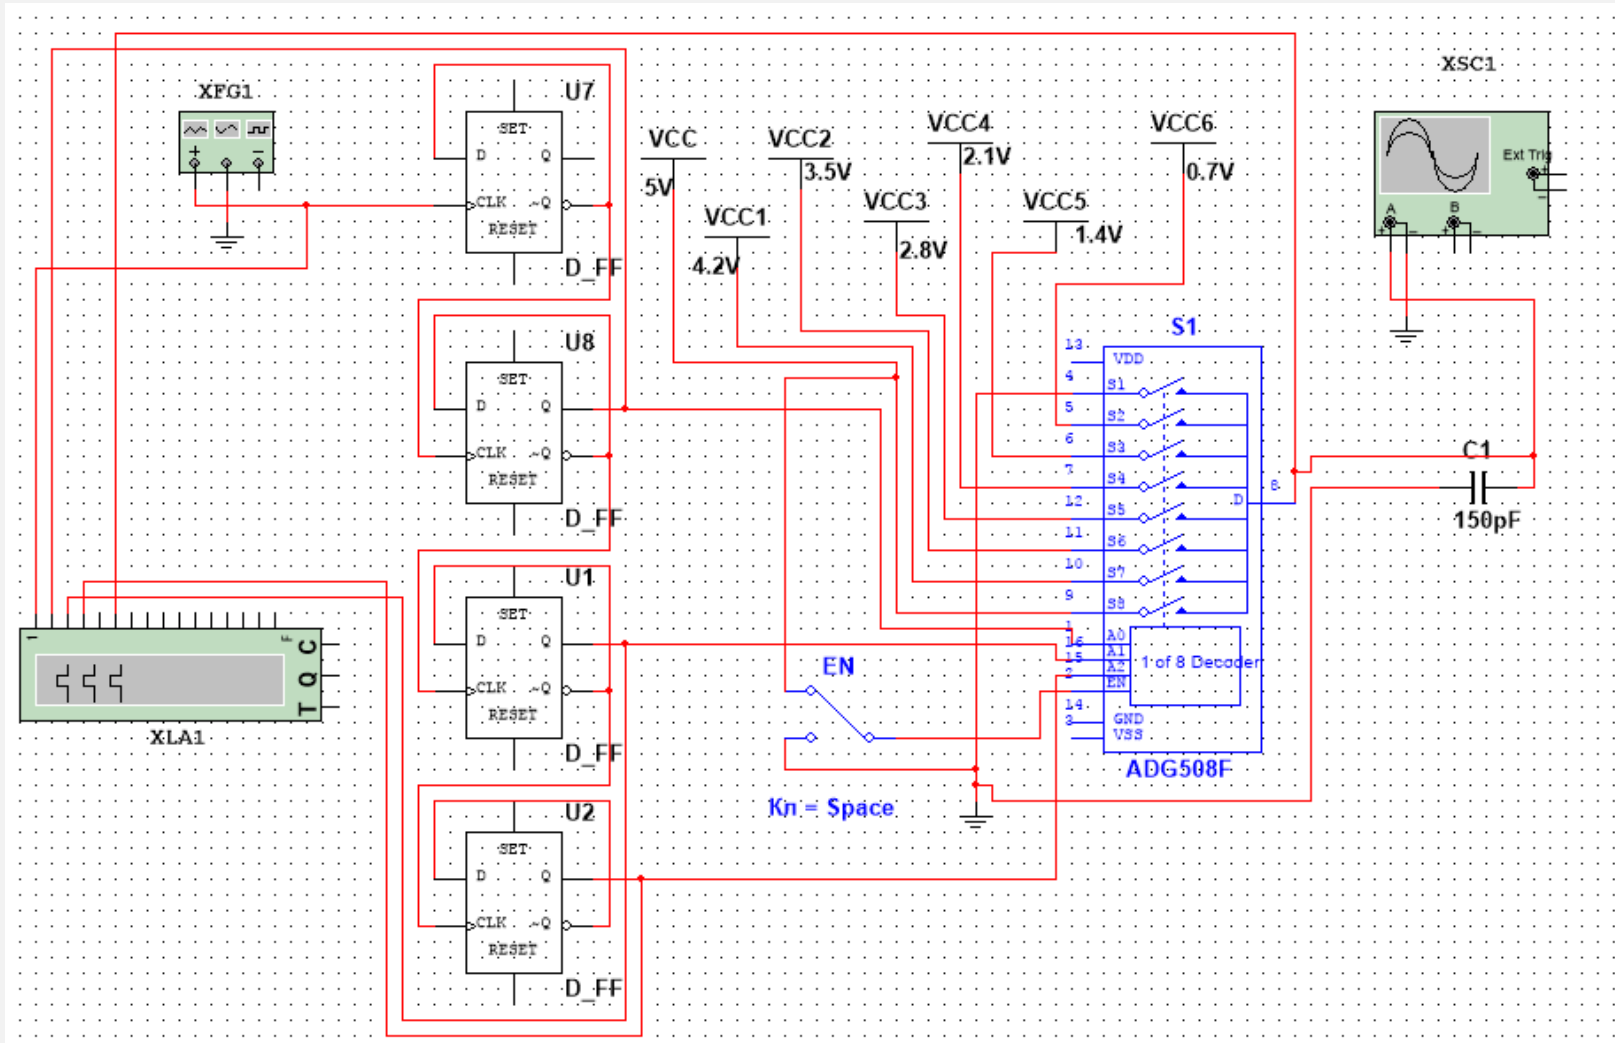 XFG1
XSC1
Ext Trig
A
B
U7
SET
D
Q
CLK
~Q
RESET
D_FF
VCC
5V
VCC1
4.2V
VCC2
3.5V
VCC3
2.8V
VCC4
2.1V
VCC5
1.4V
VCC6
0.7V
U8
SET
D
Q
CLK
~Q
RESET
D_FF
S1
13
VDD
4
S1
5
S2
6
S3
7
S4
12
S5
11
S6
10
S7
9
S8
8
D
1
A0
16
A1
15
A2
2
EN
1 of 8 Decoder
14
GND
3
VSS
ADG508F
C1
150pF
U1
SET
D
Q
CLK
~Q
RESET
D_FF
EN
Кл = Space
1
F
C
Q
T
XLA1
U2
SET
D
Q
CLK
~Q
RESET
D_FF